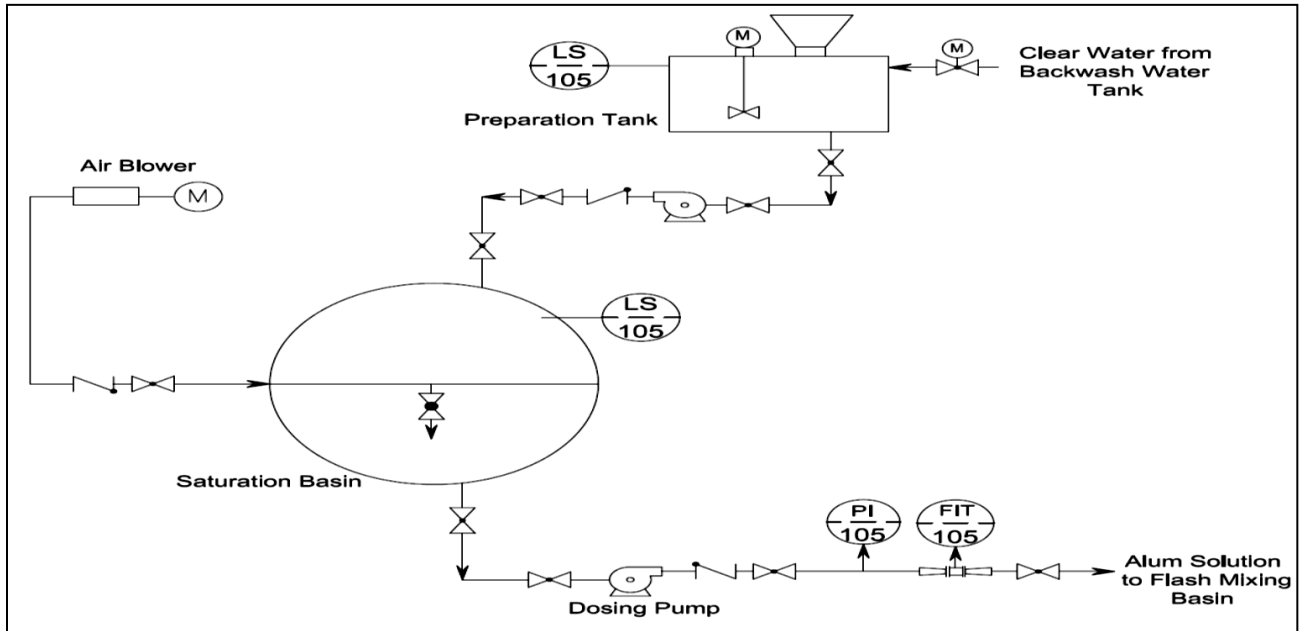 M
LS
105
M
Clear Water from
Backwash Water
Tank
Preparation Tank
Air Blower
M
LS
105
Saturation Basin
PI
105
FIT
105
Alum Solution
to Flash Mixing
Basin
Dosing Pump